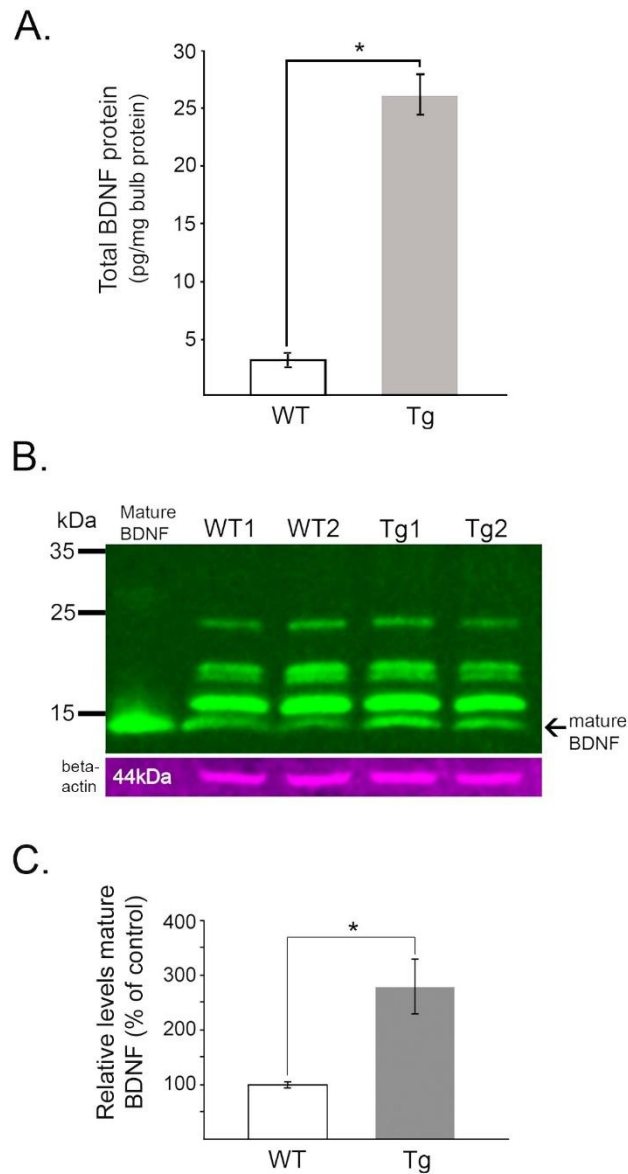 A.
Total BDNF protein
(pg/mg bulb protein)
30
25
20
15
10
5
*
WT
Tg
B.
kDa
Mature
BDNF
WT1
WT2
Tg1
Tg2
35
25
15
mature
BDNF
beta-
actin
44kDa
C.
Relative levels mature
BDNF (% of control)
400
300
200
100
*
WT
Tg